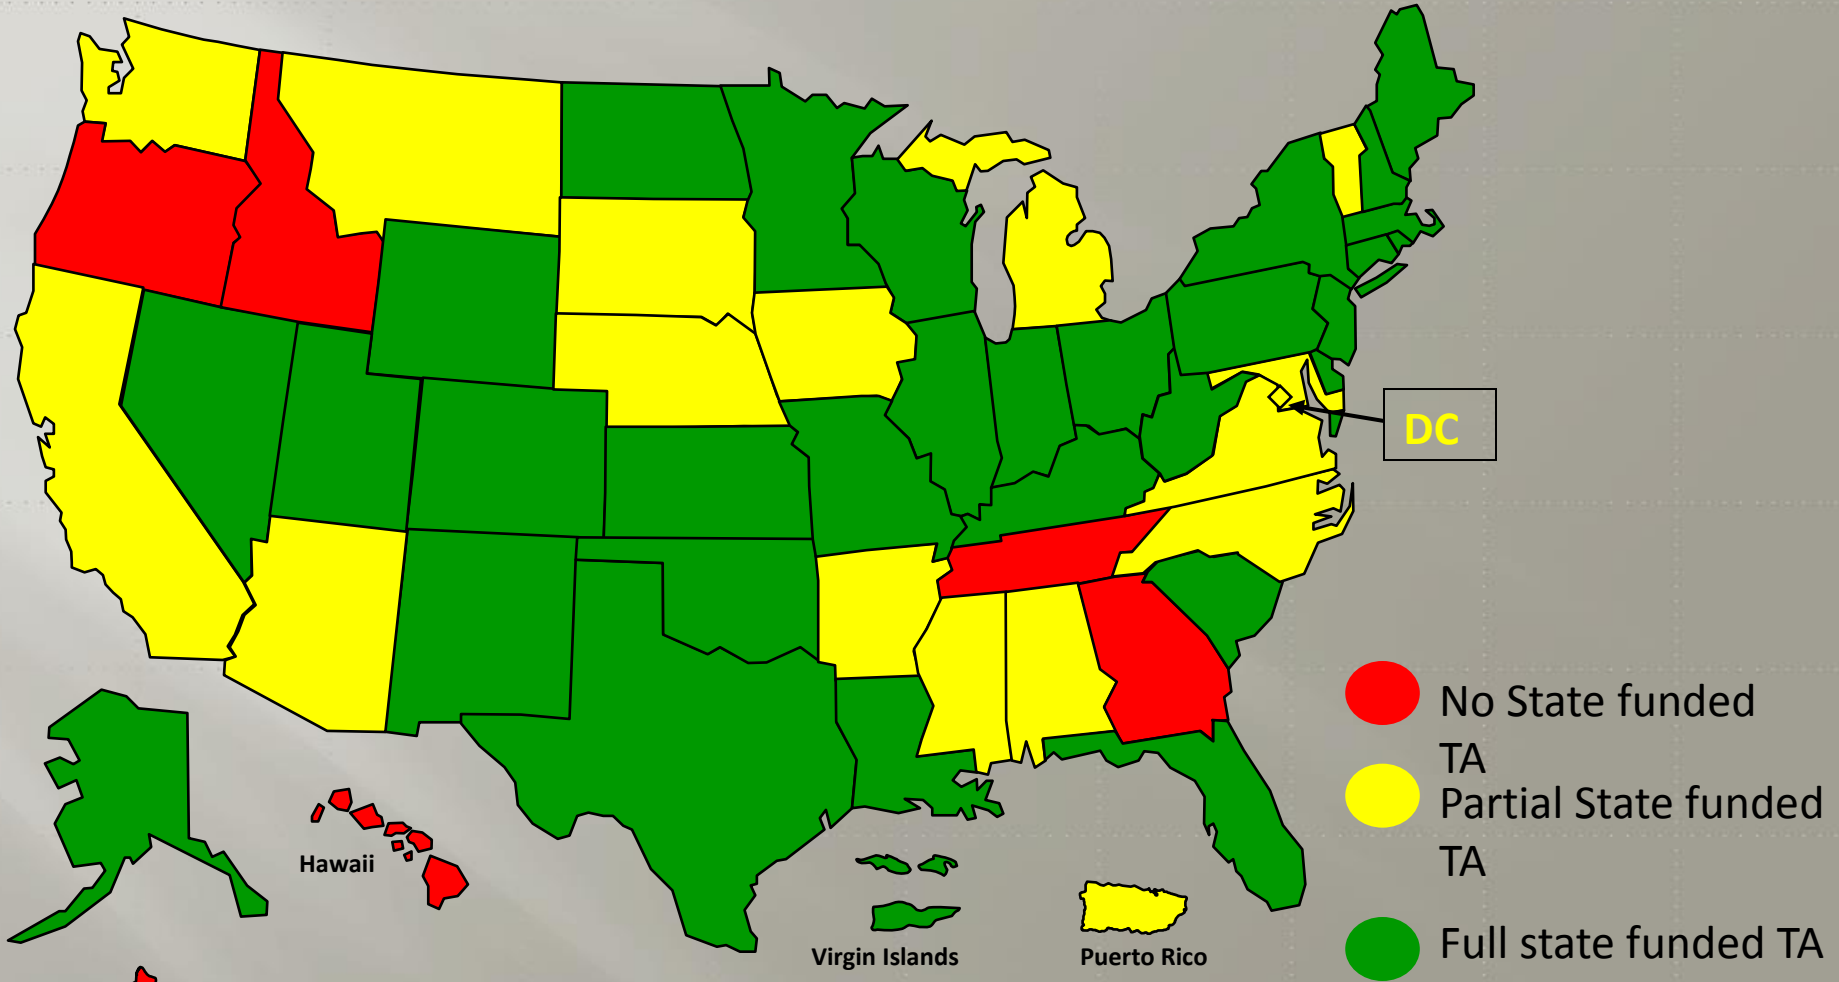 DC
No State funded
TA
Partial State funded
TA
Full state funded TA
Hawaii
Virgin Islands
Puerto Rico